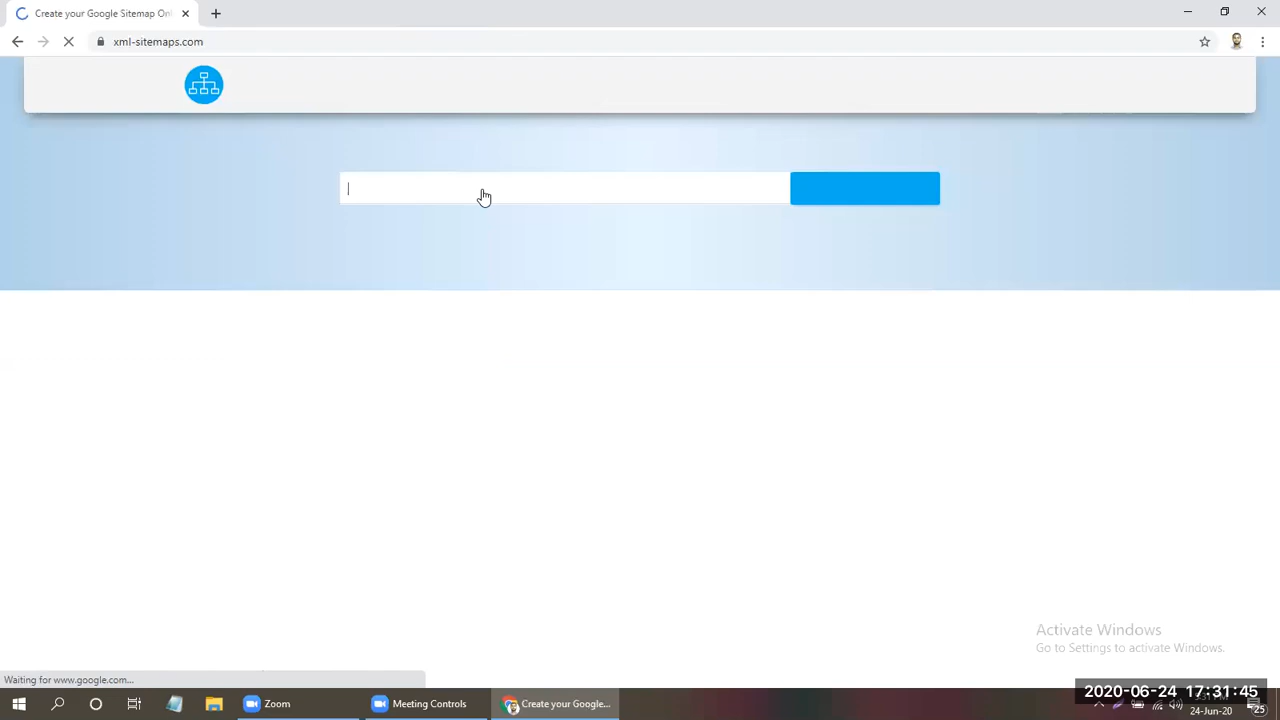 Create your Google Sitemap Onl
xml-sitemaps.com
Activate Windows
Go to Settings to activate Windows.
Waiting for www.google.com...
Zoom
Meeting Controls
Create your Google...
2020-06-24 17:31:45
24-Jun-20
25